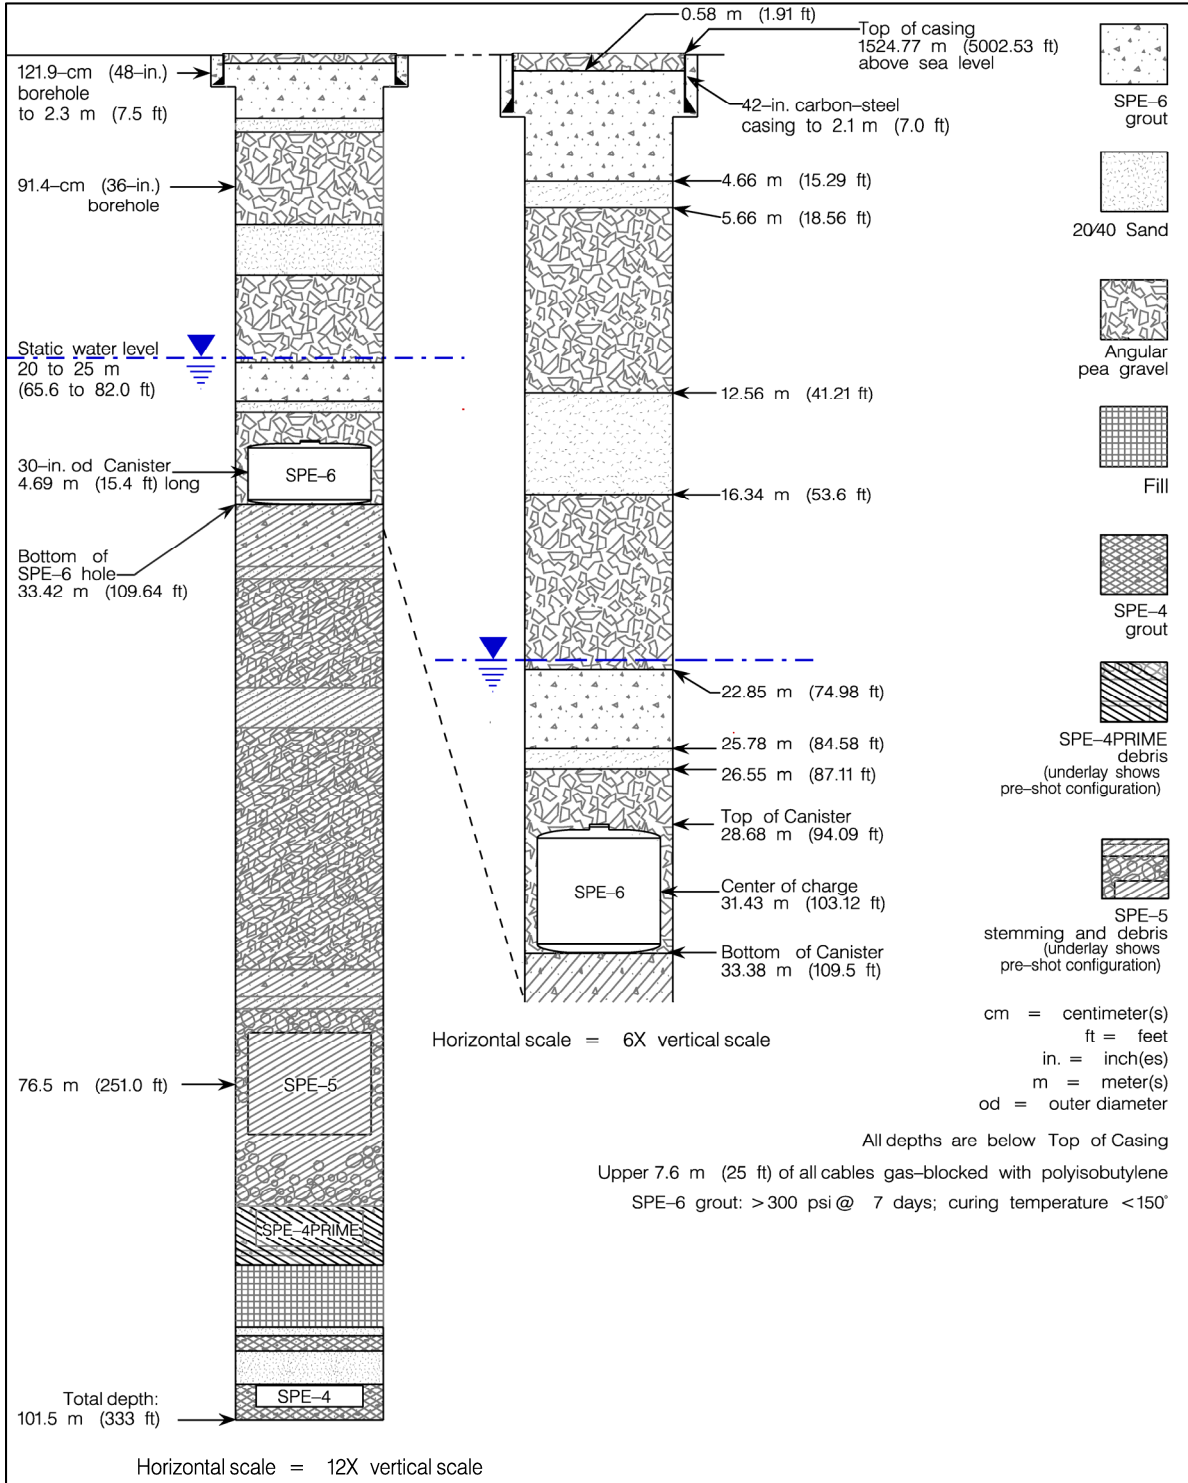 0.58 m (1.91 ft)
Top of casing
1524.77 m (5002.53 ft)
above sea level
121.9–cm (48–in.)
borehole
to 2.3 m (7.5 ft)
42–in. carbon–steel
casing to 2.1 m (7.0 ft)
91.4–cm (36–in.)
borehole
4.66 m (15.29 ft)
5.66 m (18.56 ft)
Static water level
20 to 25 m
(65.6 to 82.0 ft)
12.56 m (41.21 ft)
30–in. od Canister
4.69 m (15.4 ft) long
SPE–6
16.34 m (53.6 ft)
Bottom of
SPE–6 hole
33.42 m (109.64 ft)
22.85 m (74.98 ft)
25.78 m (84.58 ft)
26.55 m (87.11 ft)
Top of Canister
28.68 m (94.09 ft)
SPE–6
Center of charge
31.43 m (103.12 ft)
Bottom of Canister
33.38 m (109.5 ft)
Horizontal scale = 6X vertical scale
76.5 m (251.0 ft)
SPE–5
SPE–4PRIME
SPE–4
Total depth:
101.5 m (333 ft)
Horizontal scale = 12X vertical scale
SPE–6
grout
20/40 Sand
Angular
pea gravel
Fill
SPE–4
grout
SPE–4PRIME
debris
(underlay shows
pre–shot configuration)
SPE–5
stemming and debris
(underlay shows
pre–shot configuration)
cm = centimeter(s)
ft = feet
in. = inch(es)
m = meter(s)
od = outer diameter
All depths are below Top of Casing
Upper 7.6 m (25 ft) of all cables gas–blocked with polyisobutylene
SPE–6 grout: >300 psi @ 7 days; curing temperature <150°